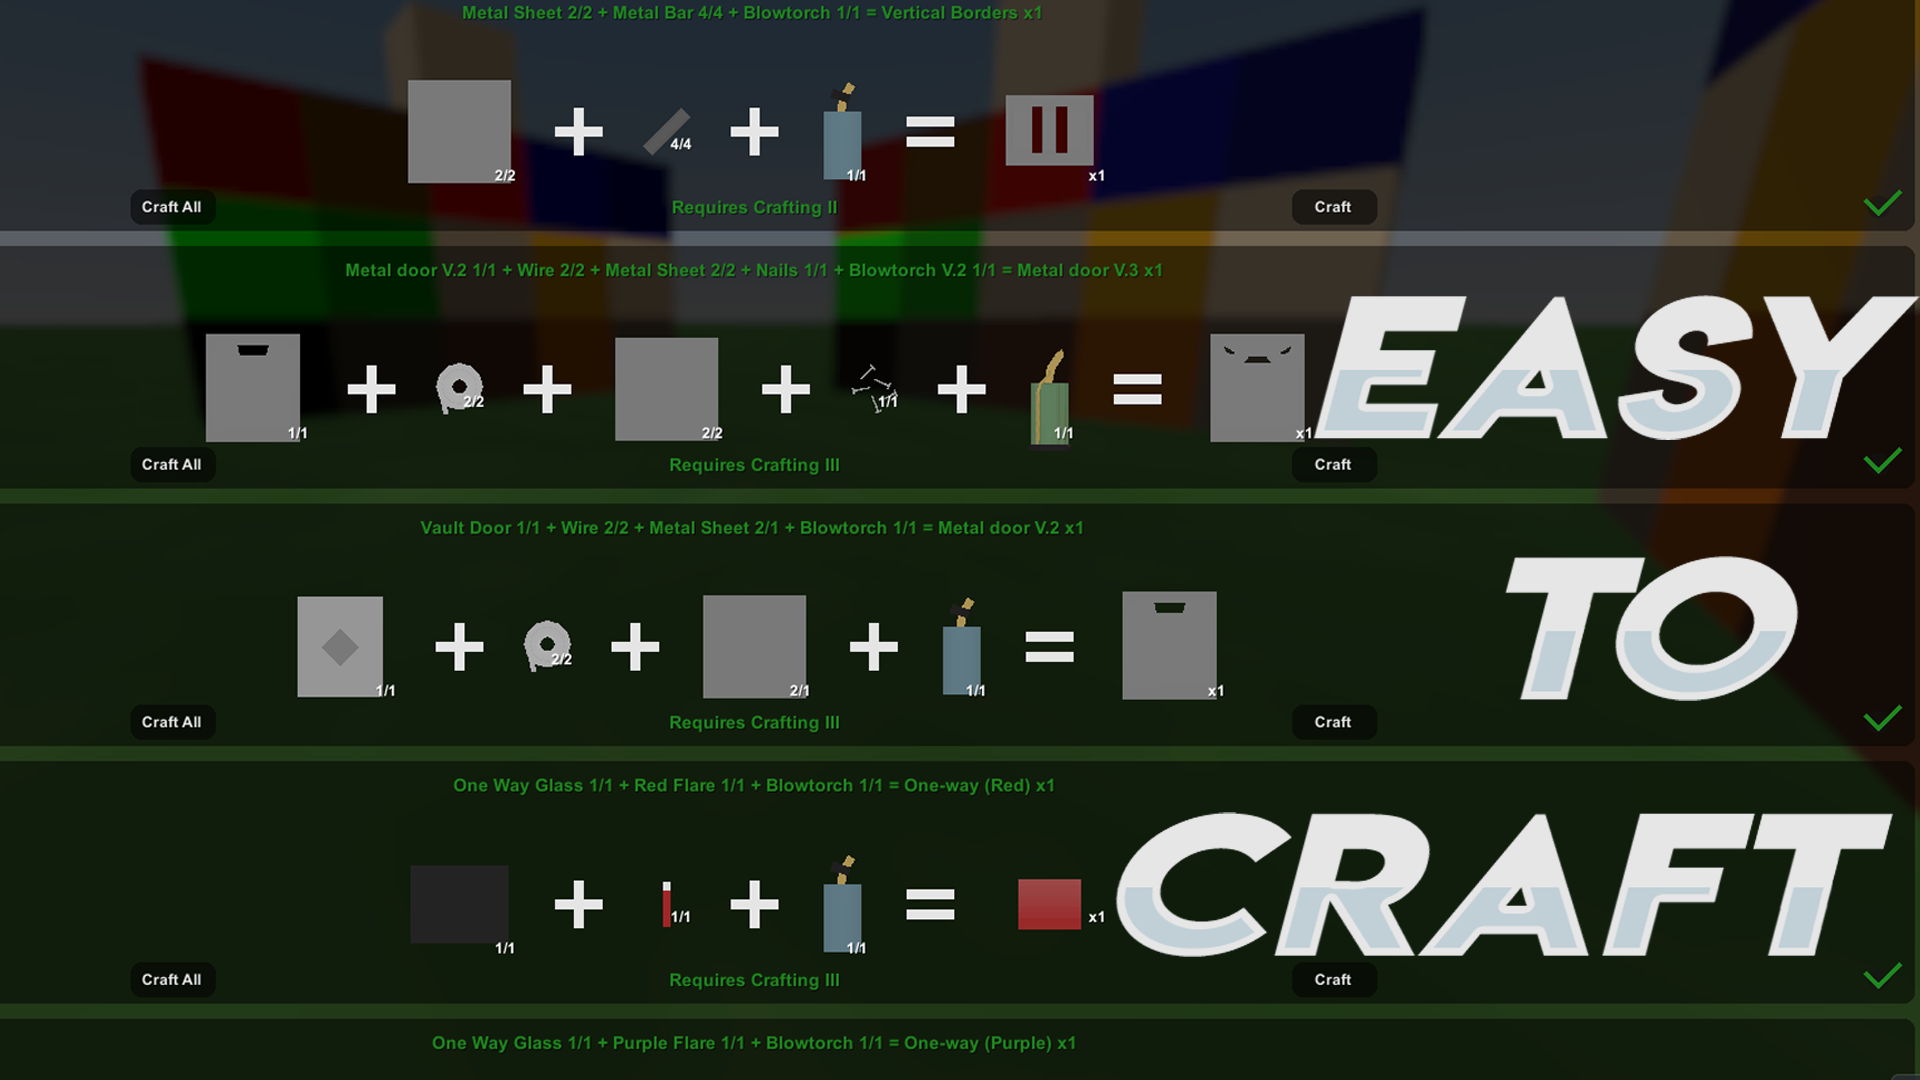 Metal Sheet 2/2 + Metal Bar 4/4 + Blowtorch 1/1 = Vertical Borders x1
2/2
4/4
1/1
x1
Craft All
Requires Crafting II
Craft
Metal door V.2 1/1 + Wire 2/2 + Metal Sheet 2/2 + Nails 1/1 + Blowtorch V.2 1/1 = Metal door V.3 x1
1/1
2/2
2/2
1/1
1/1
x1
EASY
Craft All
Requires Crafting III
Craft
Vault Door 1/1 + Wire 2/2 + Metal Sheet 2/1 + Blowtorch 1/1 = Metal door V.2 x1
1/1
2/2
2/1
1/1
x1
TO
Craft All
Requires Crafting III
Craft
One Way Glass 1/1 + Red Flare 1/1 + Blowtorch 1/1 = One-way (Red) x1
1/1
1/1
1/1
x1
CRAFT
Craft All
Requires Crafting III
Craft
One Way Glass 1/1 + Purple Flare 1/1 + Blowtorch 1/1 = One-way (Purple) x1